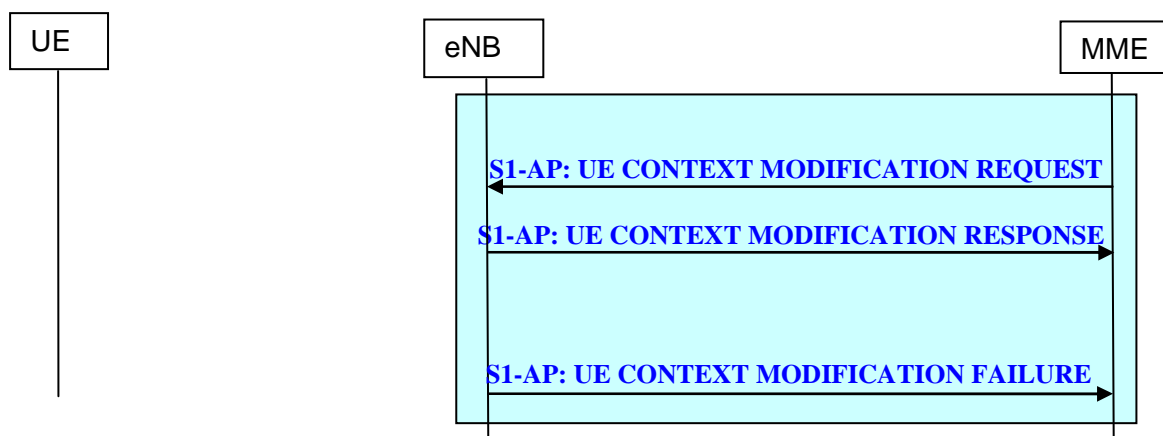 UE
eNB
MME
S1-AP: UE CONTEXT MODIFICATION REQUEST
S1-AP: UE CONTEXT MODIFICATION RESPONSE
S1-AP: UE CONTEXT MODIFICATION FAILURE